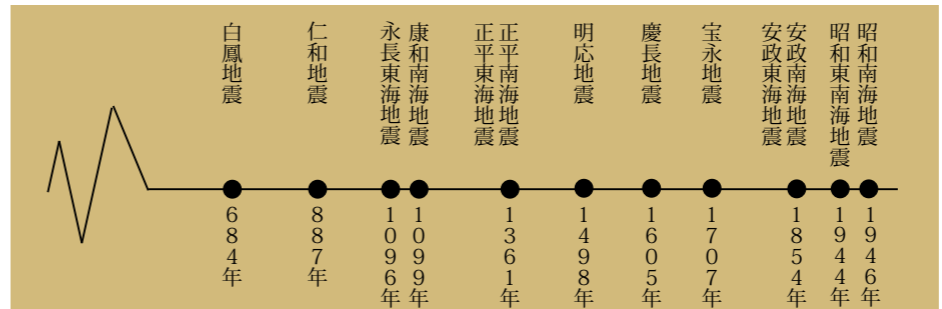 白鳳地震
仁和地震
永長東海地震
康和南海地震
正平東海地震
正平南海地震
明応地震
慶長地震
宝永地震
安政東海地震
安政南海地震
昭和東南海地震
昭和南海地震
684年
887年
1096年
1099年
1361年
1498年
1605年
1707年
1854年
1944年
1946年